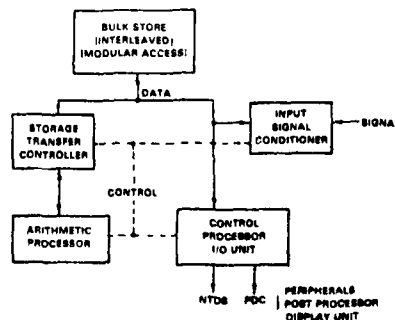 BULK STORE
(INTERLEAVED)
(MODULAR ACCESS)
DATA
STORAGE
TRANSFER
CONTROLLER
INPUT
SIGNAL
CONDITIONER
SIGNA
CONTROL
ARITHMETIC
PROCESSOR
CONTROL
PROCESSOR
I/O UNIT
NTDS
PDC
PERIPHERALS
POST PROCESSOR
DISPLAY UNIT